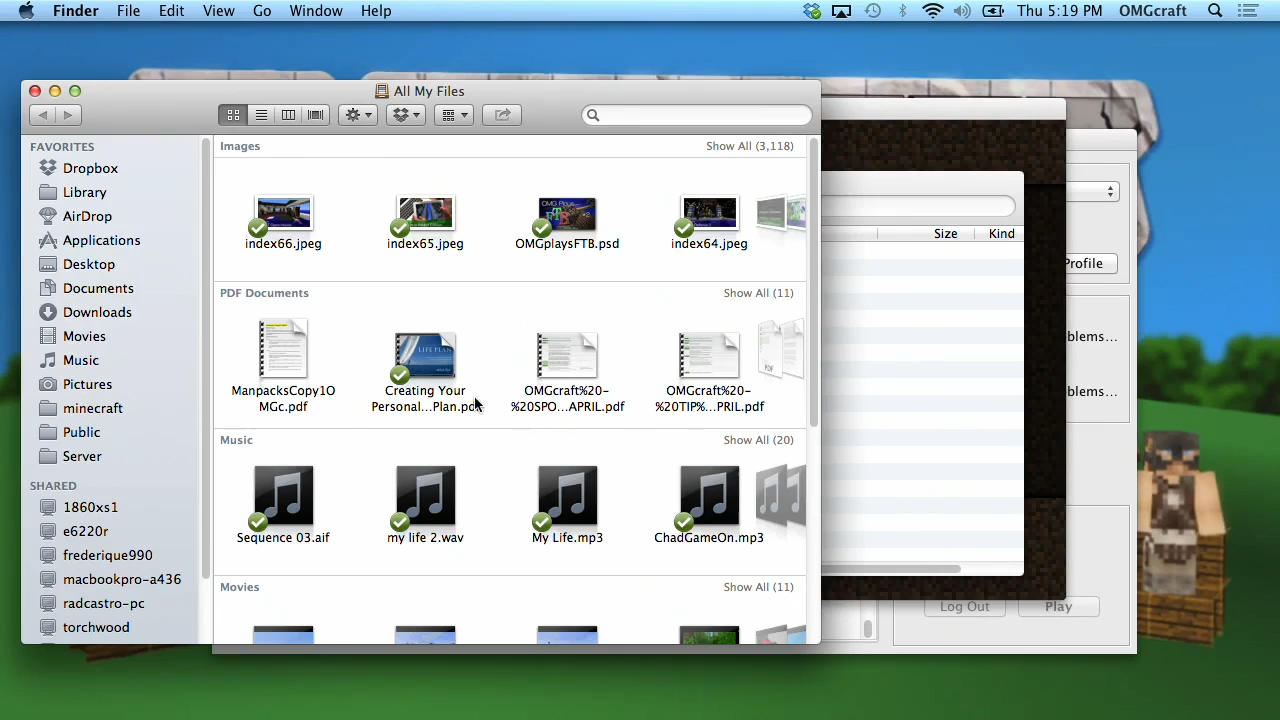 Finder File Edit View Go Window Help Thu 5:19 PM OMGcraft
All My Files
FAVORITES
Dropbox
Library
AirDrop
Applications
Desktop
Documents
Downloads
Movies
Music
Pictures
minecraft
Public
Server
SHARED
1860xs1
e6220r
frederique990
macbookpro-a436
radcastro-pc
torchwood
Images Show All (3,118)
index66.jpeg index65.jpeg OMGplaysFTB.psd index64.jpeg
PDF Documents Show All (11)
LIFE PLAN
PDF
ManpacksCopy1O Creating Your OMGcraft%20- OMGcraft%20-
MGc.pdf Personal...Plan.pdf %20SPO...APRIL.pdf %20TIP%...PRIL.pdf
Music Show All (20)
Sequence 03.aif my life 2.wav My Life.mp3 ChadGameOn.mp3
Movies Show All (11)
Size Kind
Profile
blems...
blems...
Log Out Play